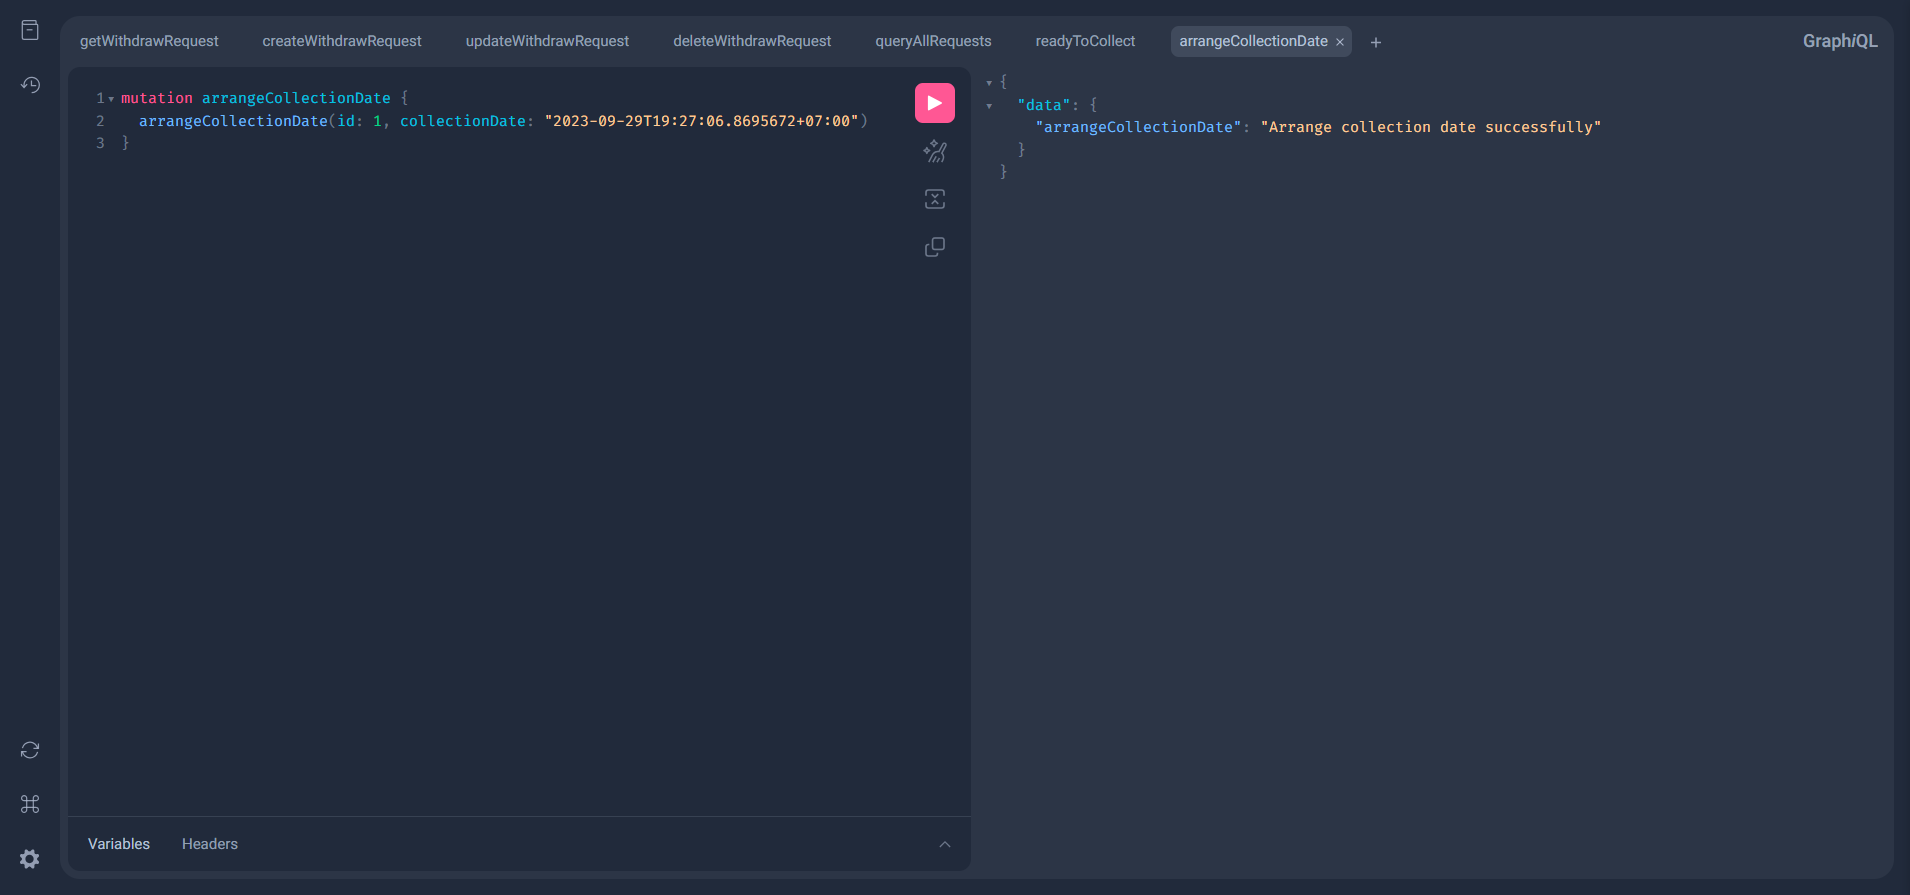 getWithdrawRequest createWithdrawRequest updateWithdrawRequest deleteWithdrawRequest queryAllRequests readyToCollect arrangeCollectionDate × + GraphiQL
1 mutation arrangeCollectionDate {
2 arrangeCollectionDate(id: 1, collectionDate: "2023-09-29T19:27:06.8695672+07:00")
3 }
{
"data": {
"arrangeCollectionDate": "Arrange collection date successfully"
}
}
Variables Headers